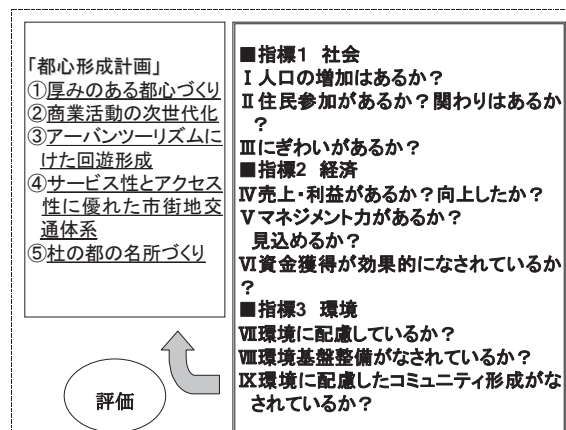 「都心形成計画」
①厚みのある都心づくり
②商業活動の次世代化
③アーバンツーリズムに
けた回遊形成
④サービス性とアクセス
性に優れた市街地交
通体系
⑤杜の都の名所づくり
評価
■指標1 社会
Ⅰ人口の増加はあるか？
Ⅱ住民参加があるか？関わりはあるか
？
Ⅲにぎわいがあるか？
■指標2 経済
Ⅳ売上・利益があるか？向上したか？
Ⅴマネジメント力があるか？
見込めるか？
Ⅵ資金獲得が効果的になされているか
？
■指標3 環境
Ⅶ環境に配慮しているか？
Ⅷ環境基盤整備がなされているか？
Ⅸ環境に配慮したコミュニティ形成がな
されているか？